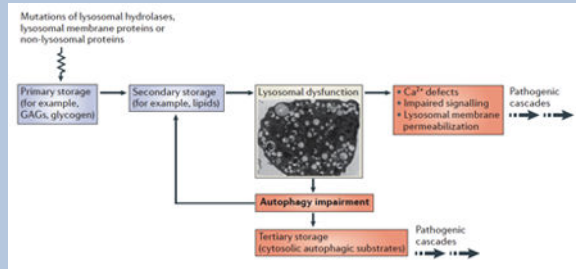 Mutations of lysosomal hydrolases,
lysosomal membrane proteins or
non-lysosomal proteins
Primary storage
(for example,
GAGs, glycogen)
Secondary storage
(for example, lipids)
Lysosomal dysfunction
• Ca²⁺ defects
• Impaired signalling
• Lysosomal membrane
permeabilization
Pathogenic
cascades
Autophagy impairment
Tertiary storage
(cytosolic autophagic substrates)
Pathogenic
cascades